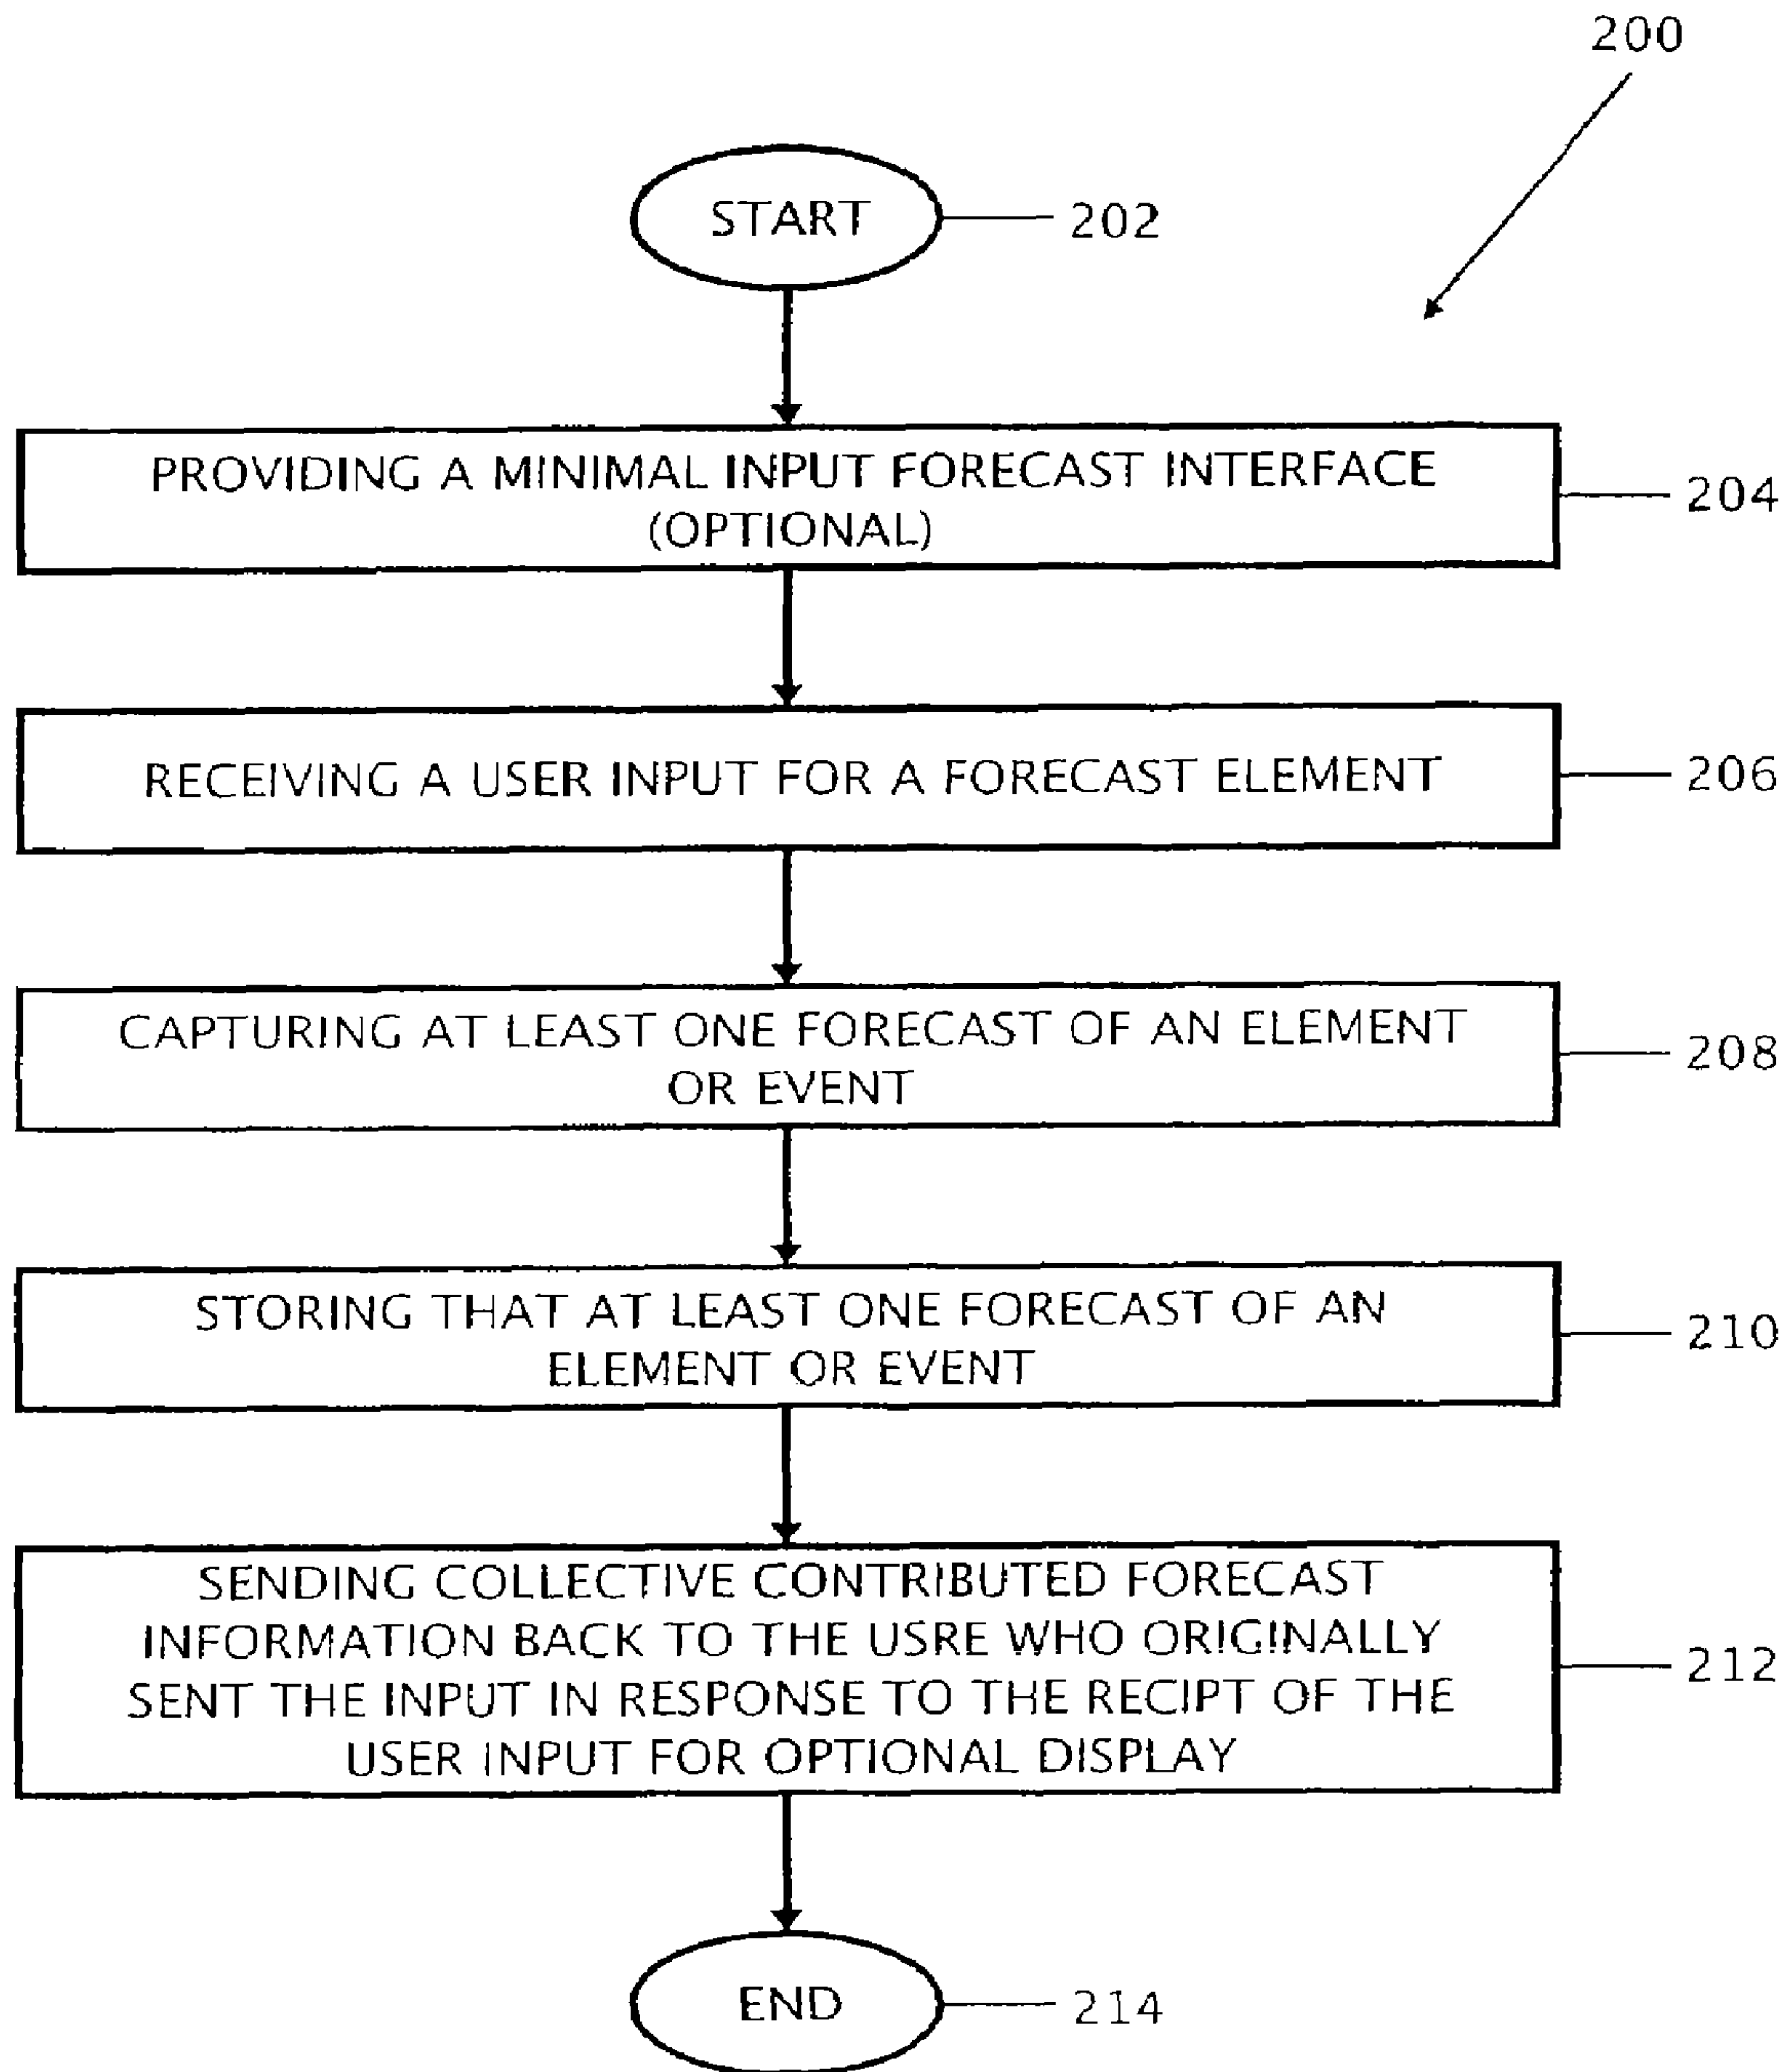 200
START
202
PROVIDING A MINIMAL INPUT FORECAST INTERFACE
(OPTIONAL)
204
RECEIVING A USER INPUT FOR A FORECAST ELEMENT
206
CAPTURING AT LEAST ONE FORECAST OF AN ELEMENT
OR EVENT
208
STORING THAT AT LEAST ONE FORECAST OF AN
ELEMENT OR EVENT
210
SENDING COLLECTIVE CONTRIBUTED FORECAST
INFORMATION BACK TO THE USRE WHO ORIGINALLY
SENT THE INPUT IN RESPONSE TO THE RECIPT OF THE
USER INPUT FOR OPTIONAL DISPLAY
212
END
214